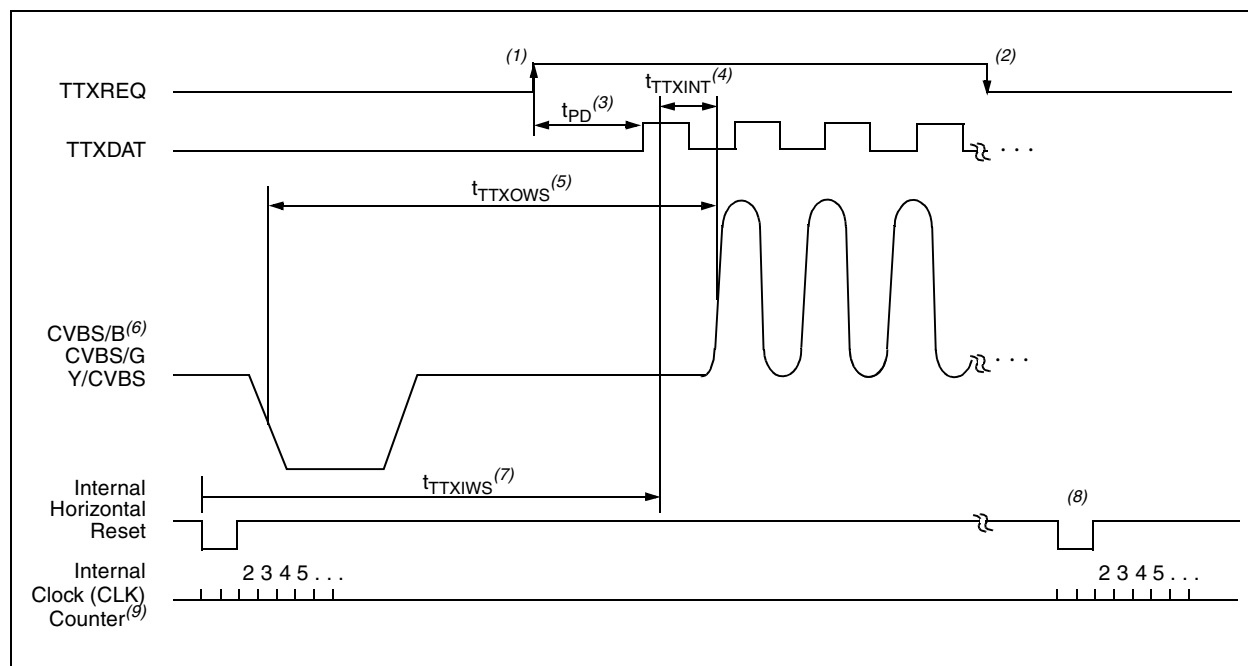 (1)
(2)
TTXREQ
tTTXINT(4)
tPD(3)
TTXDAT
. . .
tTTXOWS(5)
CVBS/B(6)
CVBS/G
Y/CVBS
. . .
Internal
Horizontal
Reset
tTTXIWS(7)
(8)
Internal
Clock (CLK)
Counter(9)
2 3 4 5 . . .
2 3 4 5 . . .